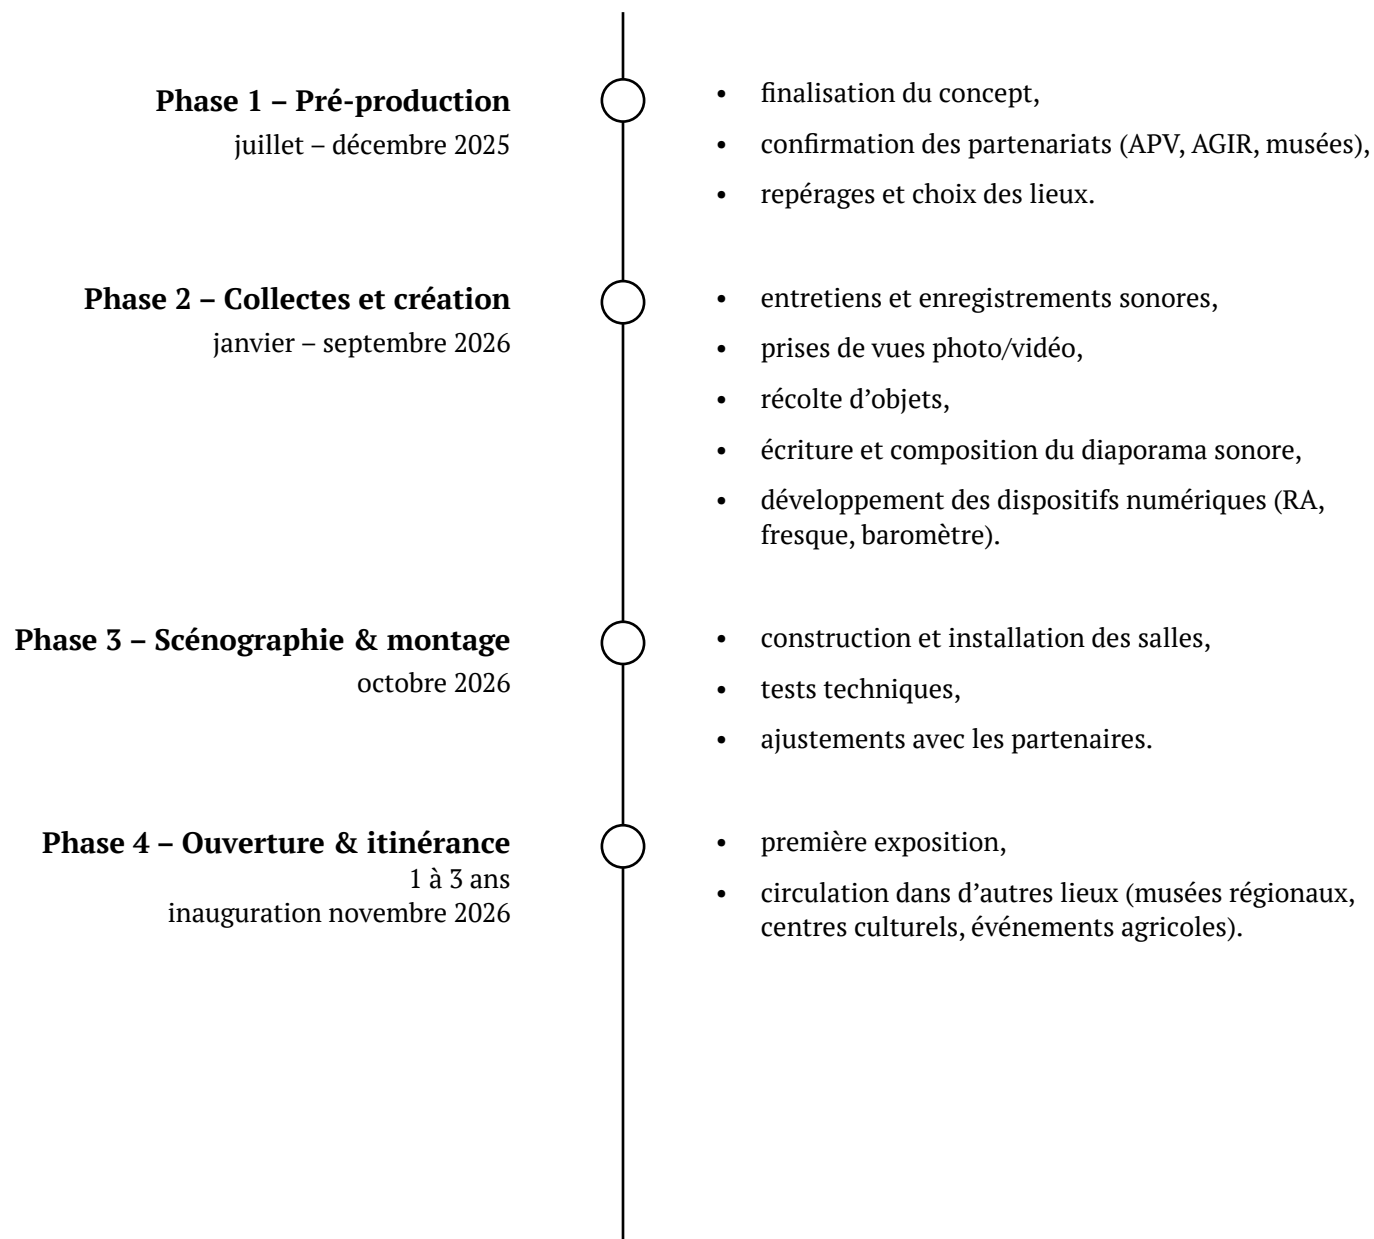 Phase 1 – Pré-production
juillet – décembre 2025
• finalisation du concept,
• confirmation des partenariats (APV, AGIR, musées),
• repérages et choix des lieux.
Phase 2 – Collectes et création
janvier – septembre 2026
• entretiens et enregistrements sonores,
• prises de vues photo/vidéo,
• récolte d’objets,
• écriture et composition du diaporama sonore,
• développement des dispositifs numériques (RA,
fresque, baromètre).
Phase 3 – Scénographie & montage
octobre 2026
• construction et installation des salles,
• tests techniques,
• ajustements avec les partenaires.
Phase 4 – Ouverture & itinérance
1 à 3 ans
inauguration novembre 2026
• première exposition,
• circulation dans d’autres lieux (musées régionaux,
centres culturels, événements agricoles).